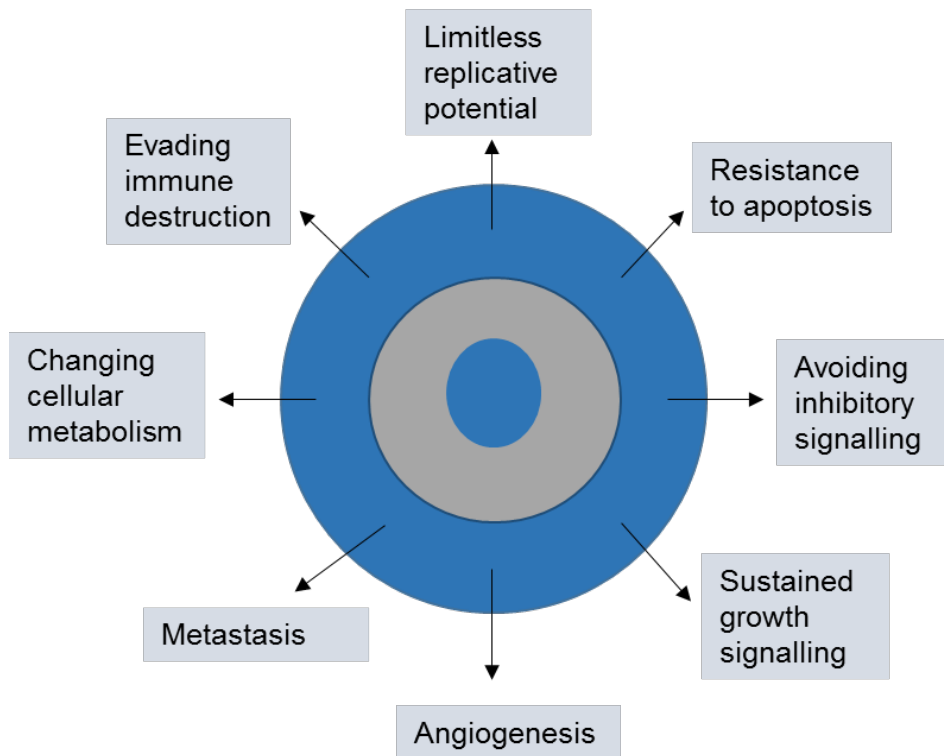 Limitless
replicative
potential
Evading
immune
destruction
Resistance
to apoptosis
Changing
cellular
metabolism
Avoiding
inhibitory
signalling
Metastasis
Sustained
growth
signalling
Angiogenesis